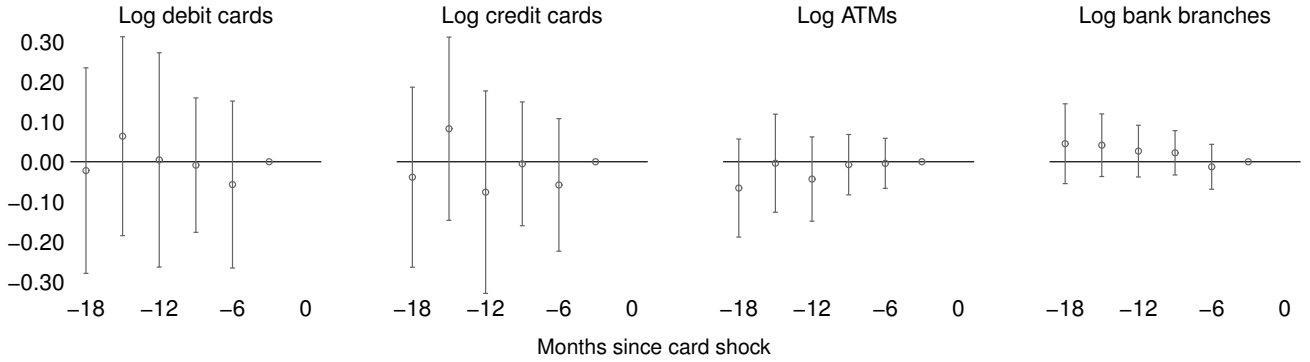 Log debit cards Log credit cards Log ATMs Log bank branches
0.30
0.20
0.10
0.00
−0.10
−0.20
−0.30
−18 −12 −6 0 −18 −12 −6 0 −18 −12 −6 0 −18 −12 −6 0
Months since card shock